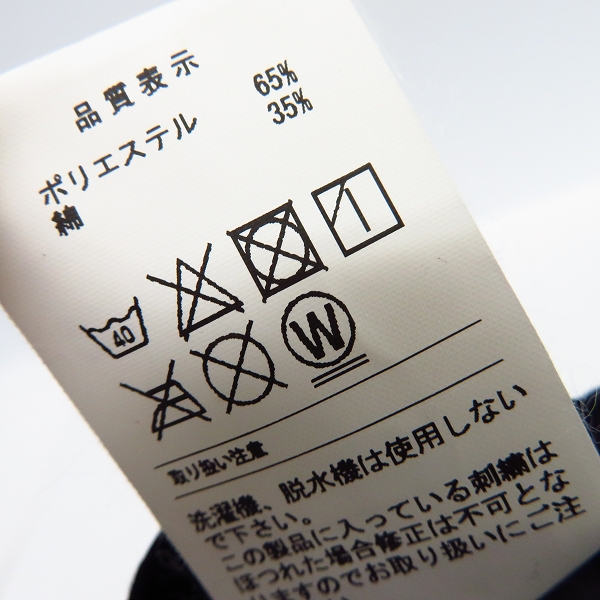 品質表示
ポリエステル 65%
綿 35%
40
W
取り扱い注意
洗濯機、脱水機は使用しない
で下さい。
この製品に入っている刺繍は
ほつれた場合修正は不可とな
りますのでお取り扱いにご注